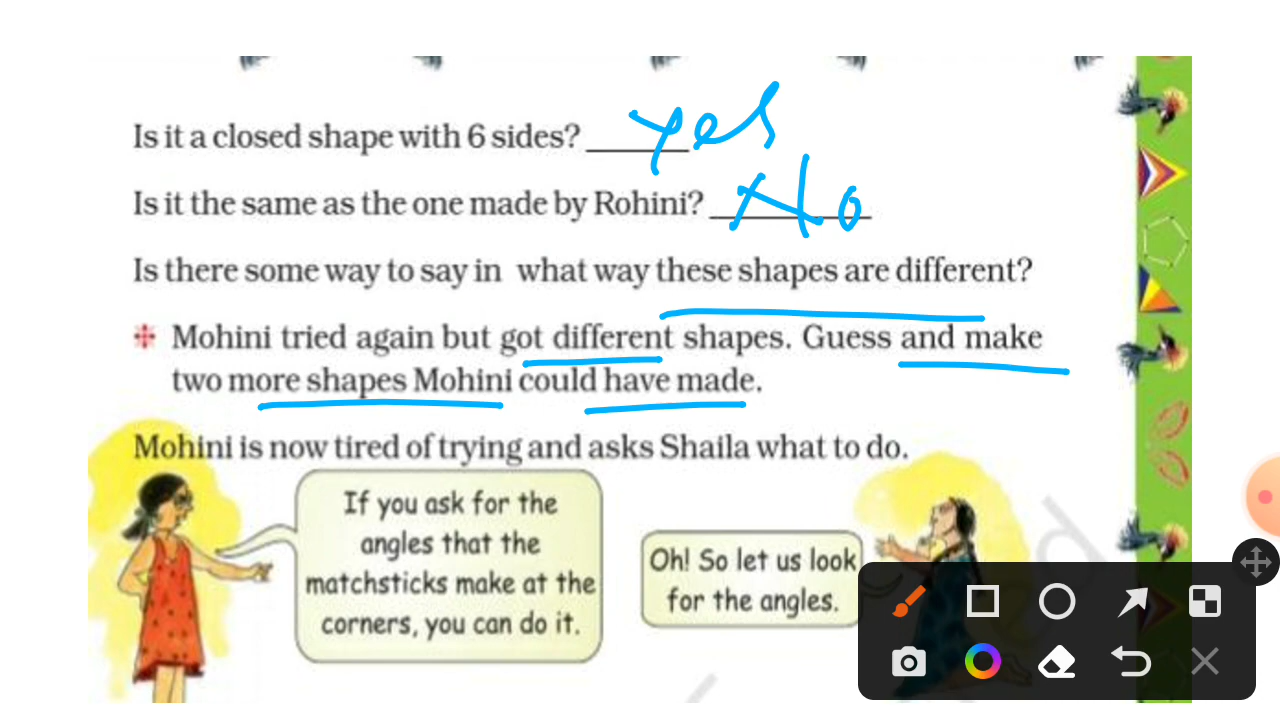 Is it a closed shape with 6 sides? yes
Is it the same as the one made by Rohini? No
Is there some way to say in what way these shapes are different?
Mohini tried again but got different shapes. Guess and make
two more shapes Mohini could have made.
Mohini is now tired of trying and asks Shaila what to do.
If you ask for the
angles that the
matchsticks make at the
corners, you can do it.
Oh! So let us look
for the angles.